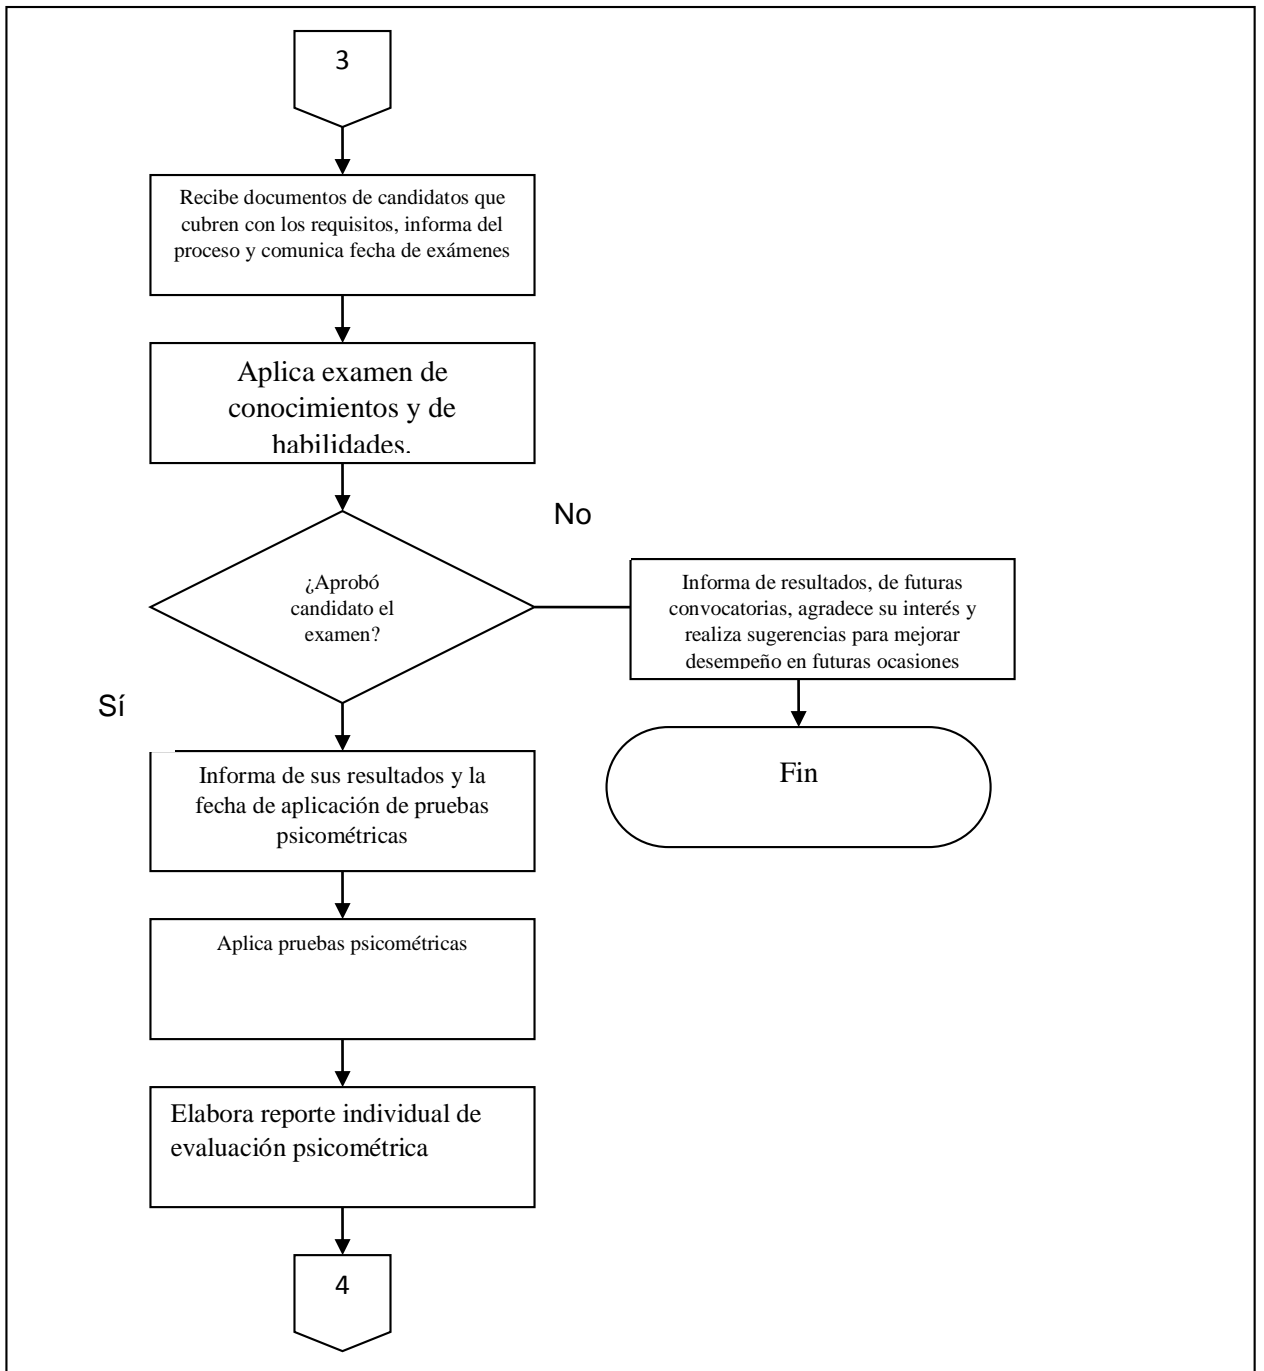 3
Recibe documentos de candidatos que
cubren con los requisitos, informa del
proceso y comunica fecha de exámenes
Aplica examen de
conocimientos y de
habilidades.
No
¿Aprobó
candidato el
examen?
Informa de resultados, de futuras
convocatorias, agradece su interés y
realiza sugerencias para mejorar
desempeño en futuras ocasiones
Sí
Informa de sus resultados y la
fecha de aplicación de pruebas
psicométricas
Fin
Aplica pruebas psicométricas
Elabora reporte individual de
evaluación psicométrica
4